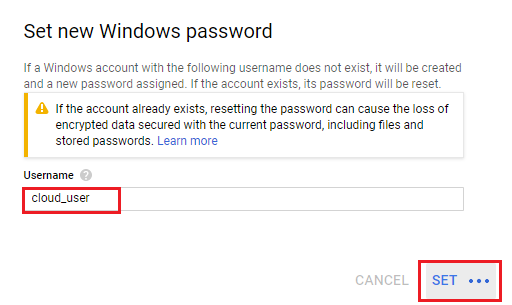 Set new Windows password
If a Windows account with the following username does not exist, it will be created
and a new password assigned. If the account exists, its password will be reset.
If the account already exists, resetting the password can cause the loss of
encrypted data secured with the current password, including files and
stored passwords. Learn more
Username
cloud_user
CANCEL SET